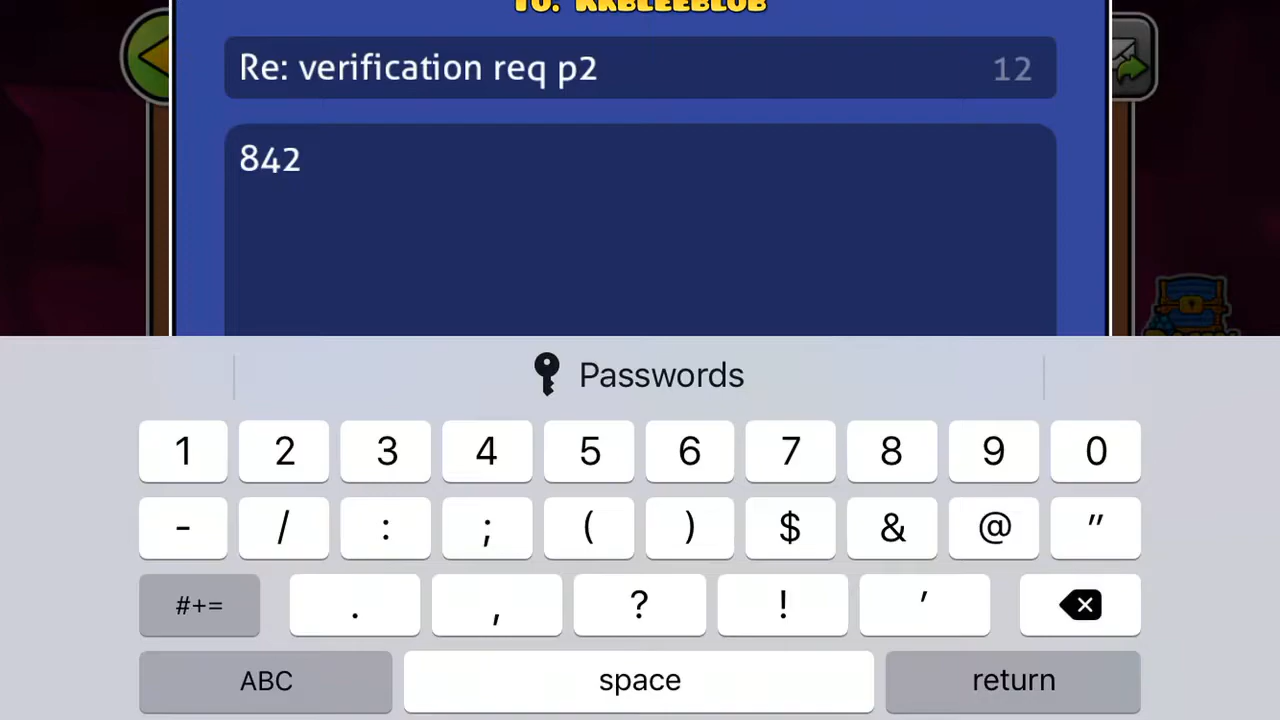 TO: KKBLEEBLOB
Re: verification req p2 12
842
Passwords
1 2 3 4 5 6 7 8 9 0
- / : ; ( ) $ & @ "
#+= . , ? ! '
ABC space return